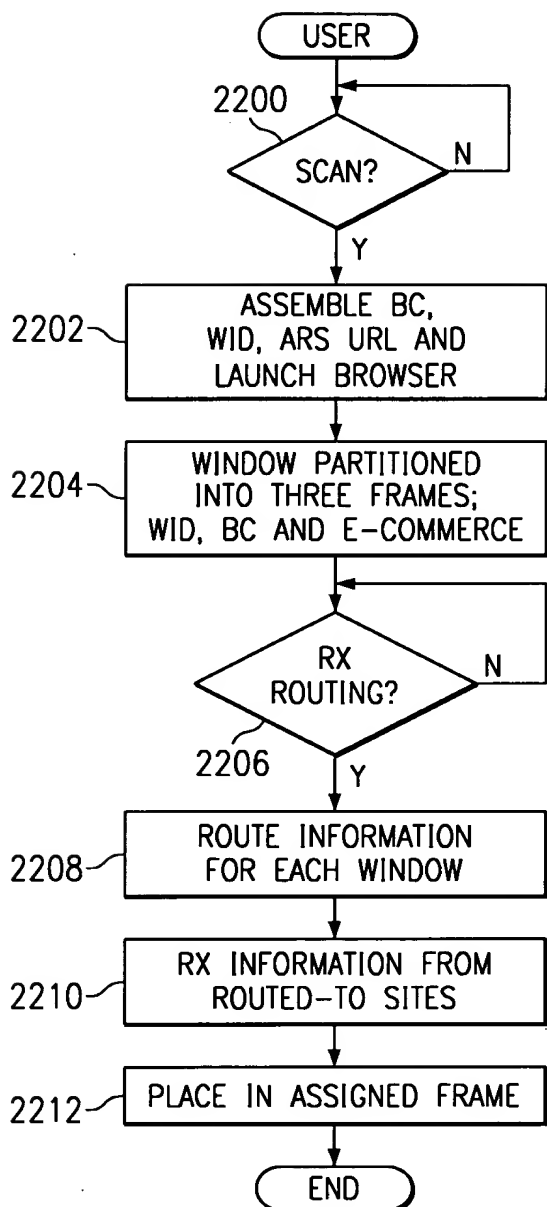 USER
2200
SCAN?
N
Y
2202
ASSEMBLE BC,
WID, ARS URL AND
LAUNCH BROWSER
2204
WINDOW PARTITIONED
INTO THREE FRAMES;
WID, BC AND E-COMMERCE
RX
ROUTING?
N
2206
Y
2208
ROUTE INFORMATION
FOR EACH WINDOW
2210
RX INFORMATION FROM
ROUTED-TO SITES
2212
PLACE IN ASSIGNED FRAME
END